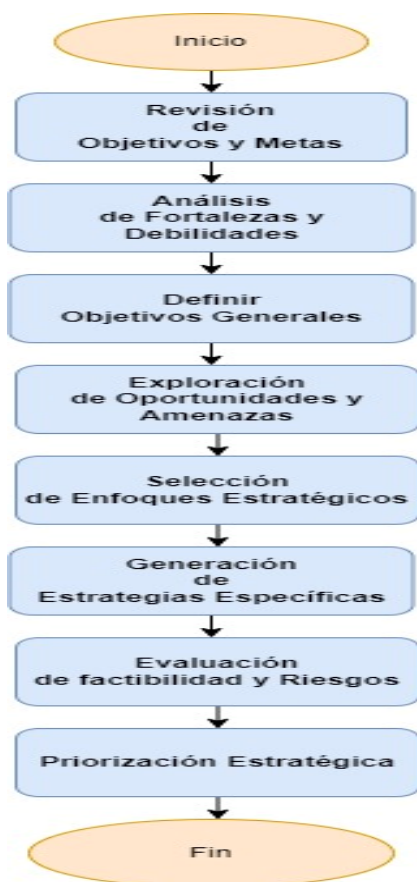 Inicio
Revisión
de
Objetivos y Metas
Análisis
de Fortalezas y
Debilidades
Definir
Objetivos Generales
Exploración
de Oportunidades y
Amenazas
Selección
de Enfoques Estratégicos
Generación
de
Estrategias Específicas
Evaluación
de factibilidad y Riesgos
Priorización Estratégica
Fin